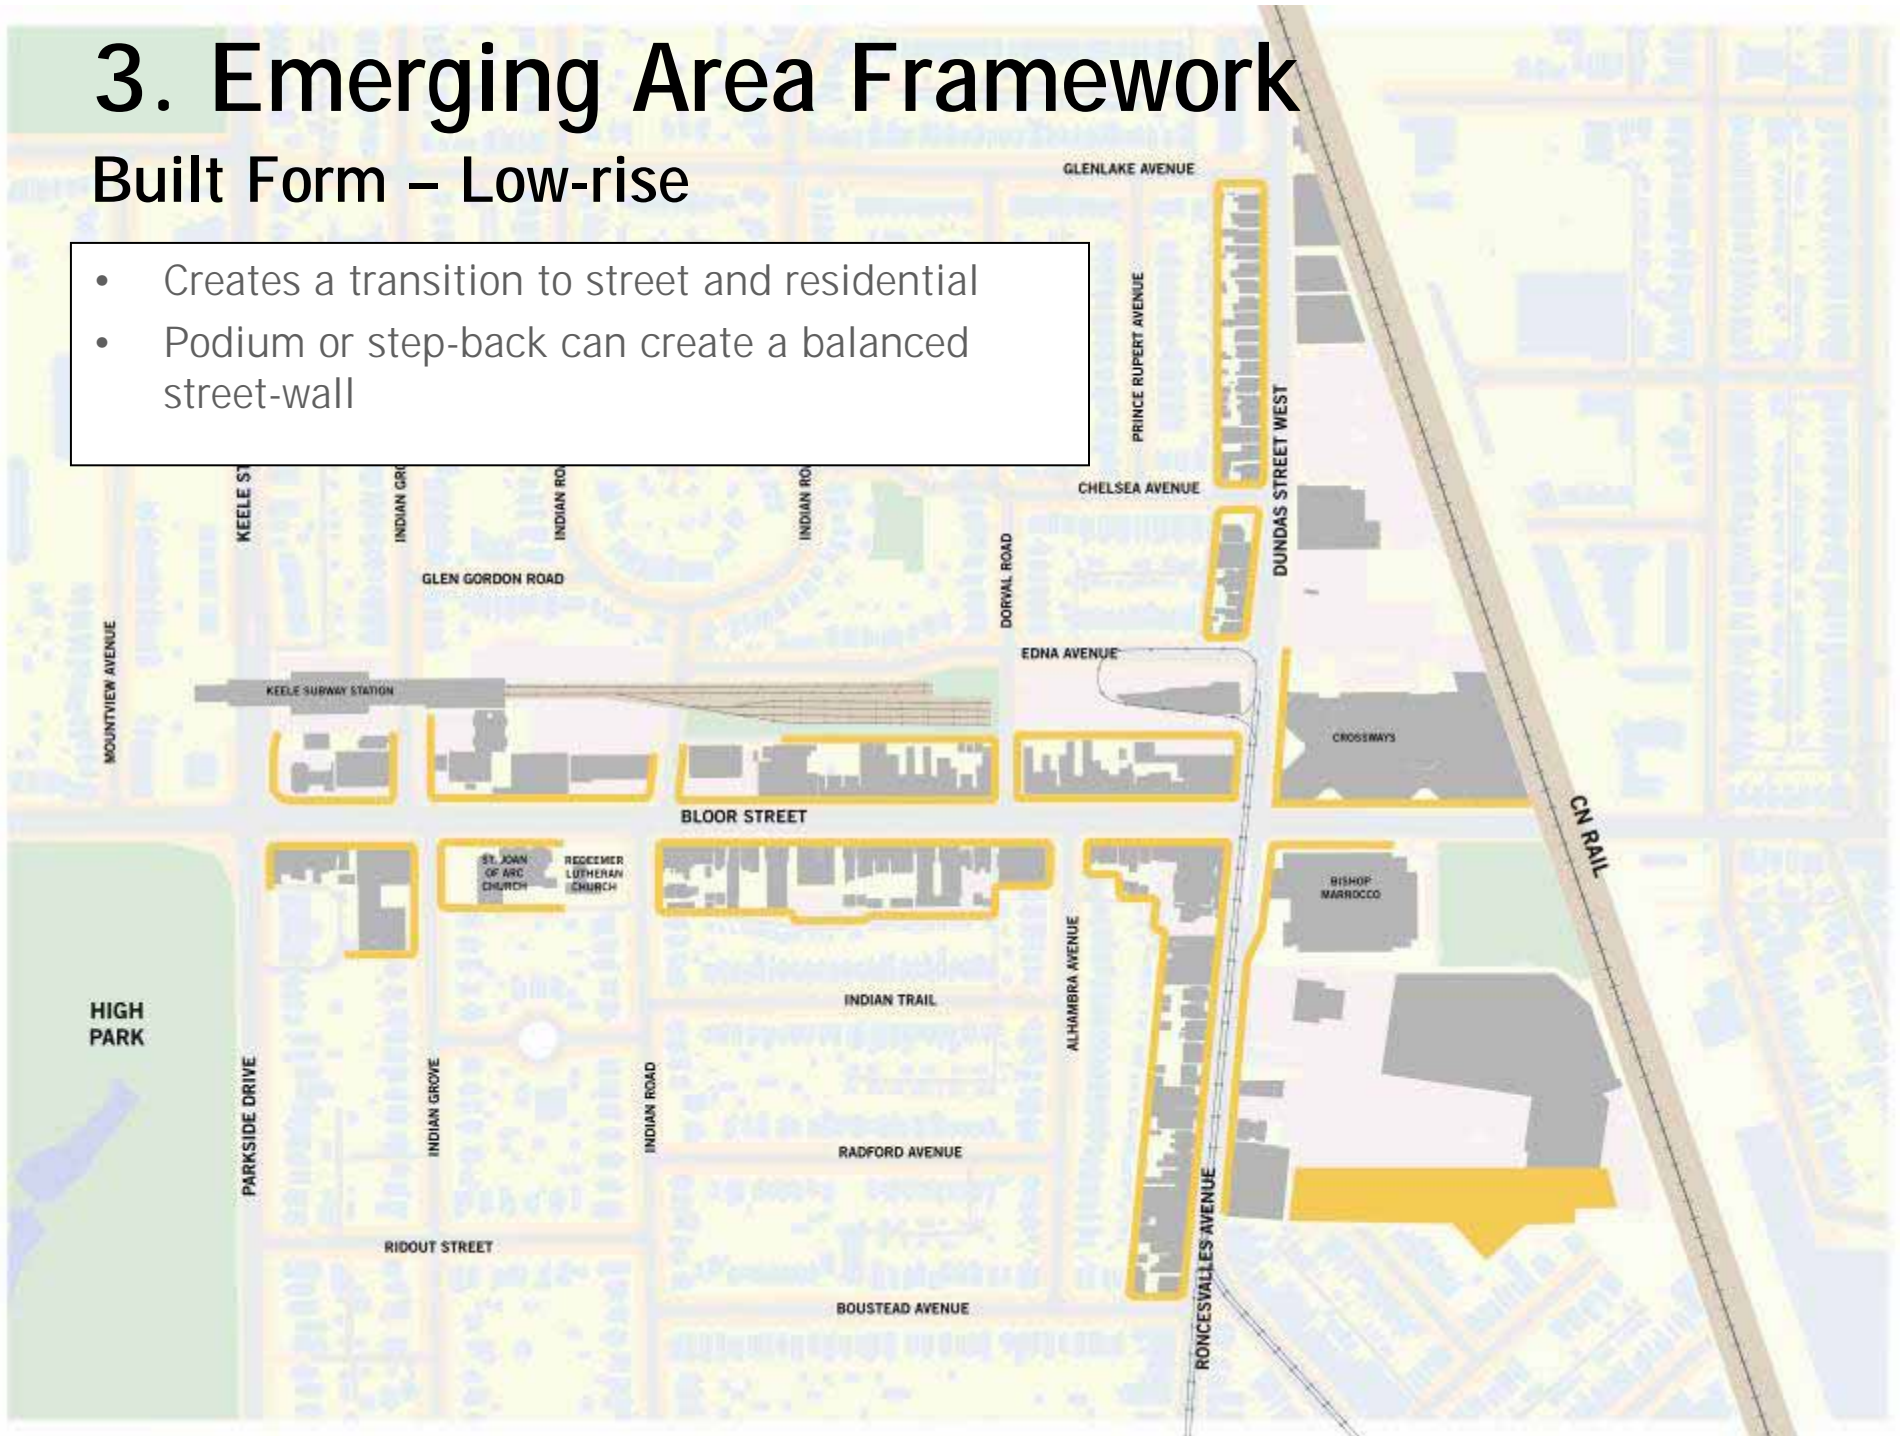 3. Emerging Area Framework
Built Form – Low-rise
• Creates a transition to street and residential
• Podium or step-back can create a balanced
street-wall
GLENLAKE AVENUE
PRINCE RUPERT AVENUE
DUNDAS STREET WEST
CHELSEA AVENUE
KEELE ST
INDIAN GRO
INDIAN RO
INDIAN RO
GLEN GORDON ROAD
DORVAL ROAD
MOUNTVIEW AVENUE
EDNA AVENUE
KEELE SUBWAY STATION
CROSSWAYS
BLOOR STREET
CN RAIL
ST. JOAN
OF ARC
CHURCH
REDEEMER
LUTHERAN
CHURCH
BISHOP
MARROCCO
ALHAMBRA AVENUE
INDIAN TRAIL
HIGH
PARK
PARKSIDE DRIVE
INDIAN GROVE
INDIAN ROAD
RADFORD AVENUE
RONCESVALLES AVENUE
RIDOUT STREET
BOUSTEAD AVENUE